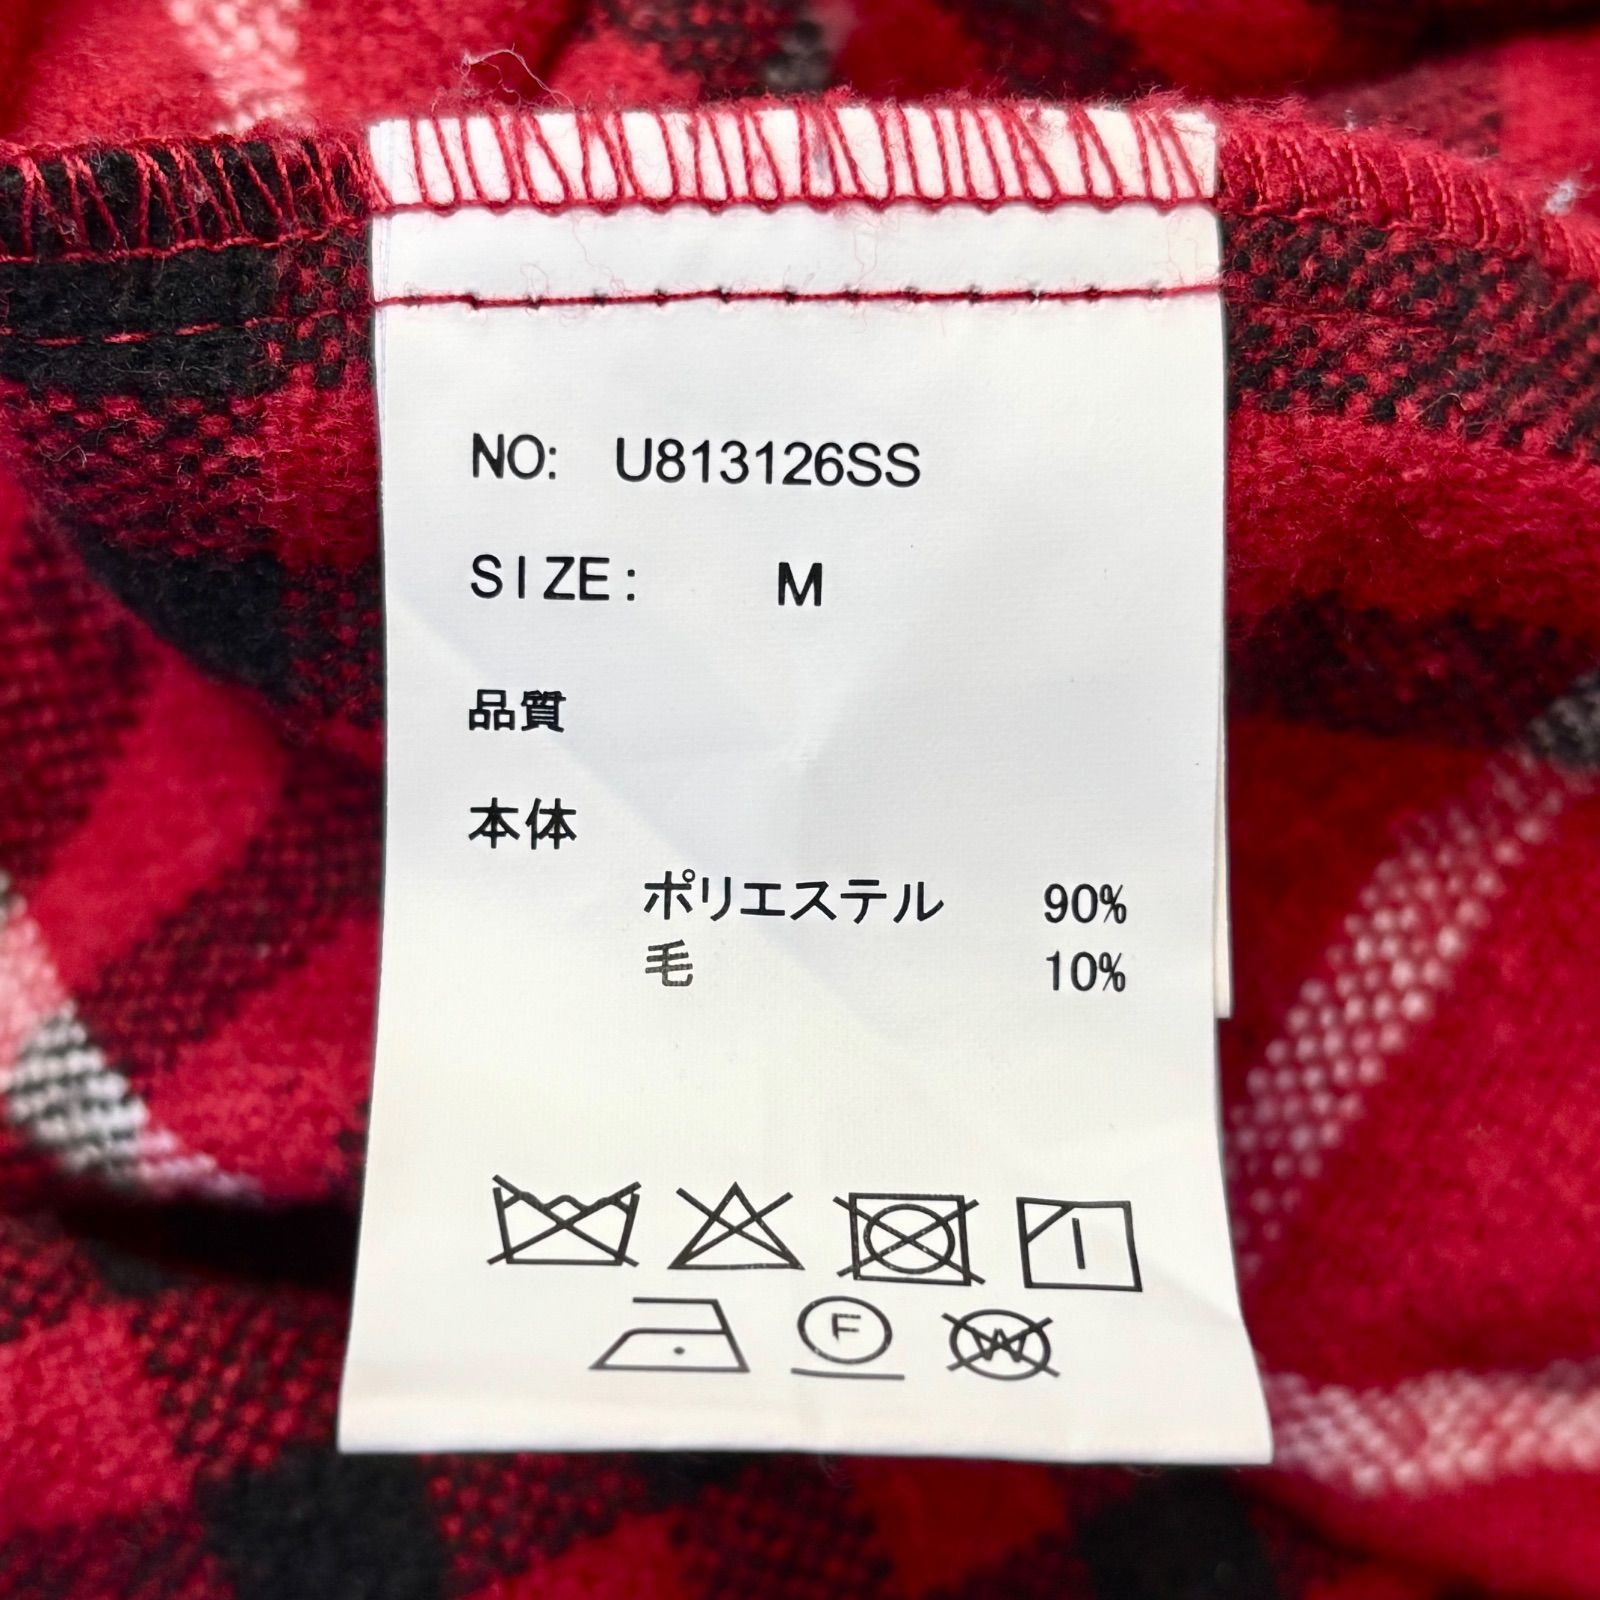 NO: U813126SS
SIZE: M
品質
本体
ポリエステル 90%
毛 10%
F
W